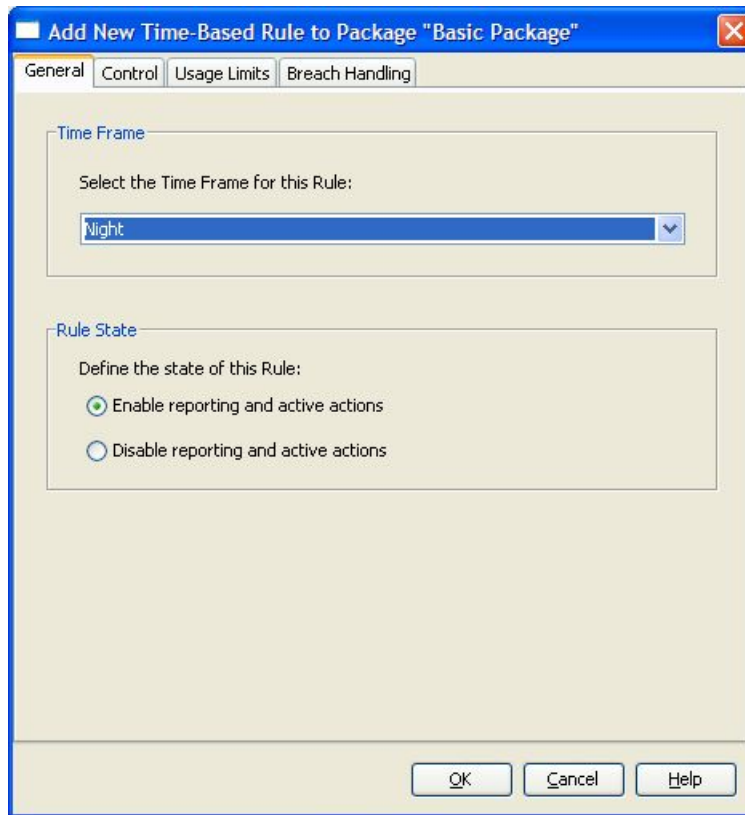 Add New Time-Based Rule to Package "Basic Package"
General Control Usage Limits Breach Handling
Time Frame
Select the Time Frame for this Rule:
Night
Rule State
Define the state of this Rule:
Enable reporting and active actions
Disable reporting and active actions
OK Cancel Help